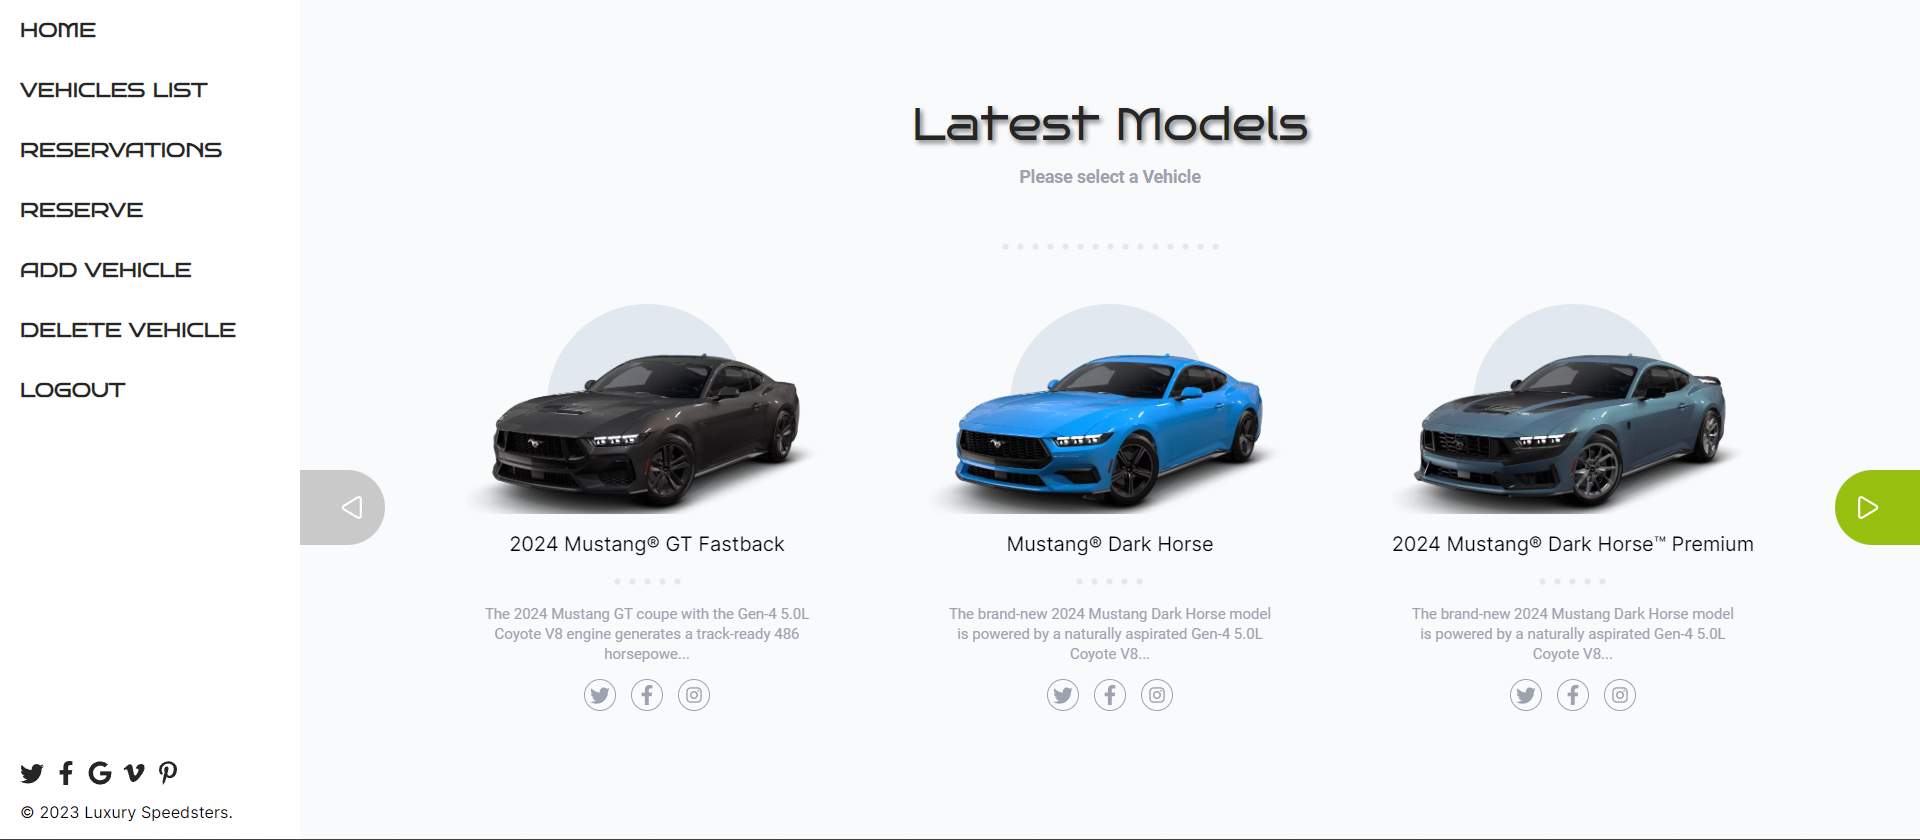 HOME
VEHICLES LIST
RESERVATIONS
RESERVE
ADD VEHICLE
DELETE VEHICLE
LOGOUT
© 2023 Luxury Speedsters.
Latest Models
Please select a Vehicle
2024 Mustang® GT Fastback
The 2024 Mustang GT coupe with the Gen-4 5.0L
Coyote V8 engine generates a track-ready 486
horsepowe...
Mustang® Dark Horse
The brand-new 2024 Mustang Dark Horse model
is powered by a naturally aspirated Gen-4 5.0L
Coyote V8...
2024 Mustang® Dark Horse™ Premium
The brand-new 2024 Mustang Dark Horse model
is powered by a naturally aspirated Gen-4 5.0L
Coyote V8...